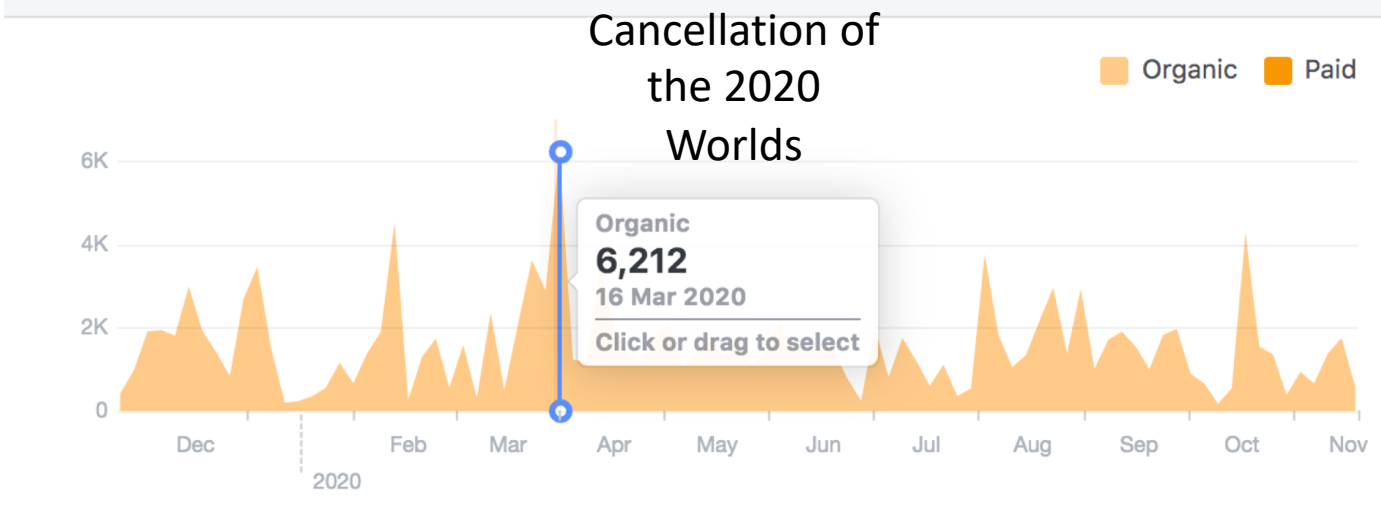 Cancellation of
the 2020
Worlds
Organic Paid
6K
4K
2K
0
Organic
6,212
16 Mar 2020
Click or drag to select
Dec Feb Mar Apr May Jun Jul Aug Sep Oct Nov
2020